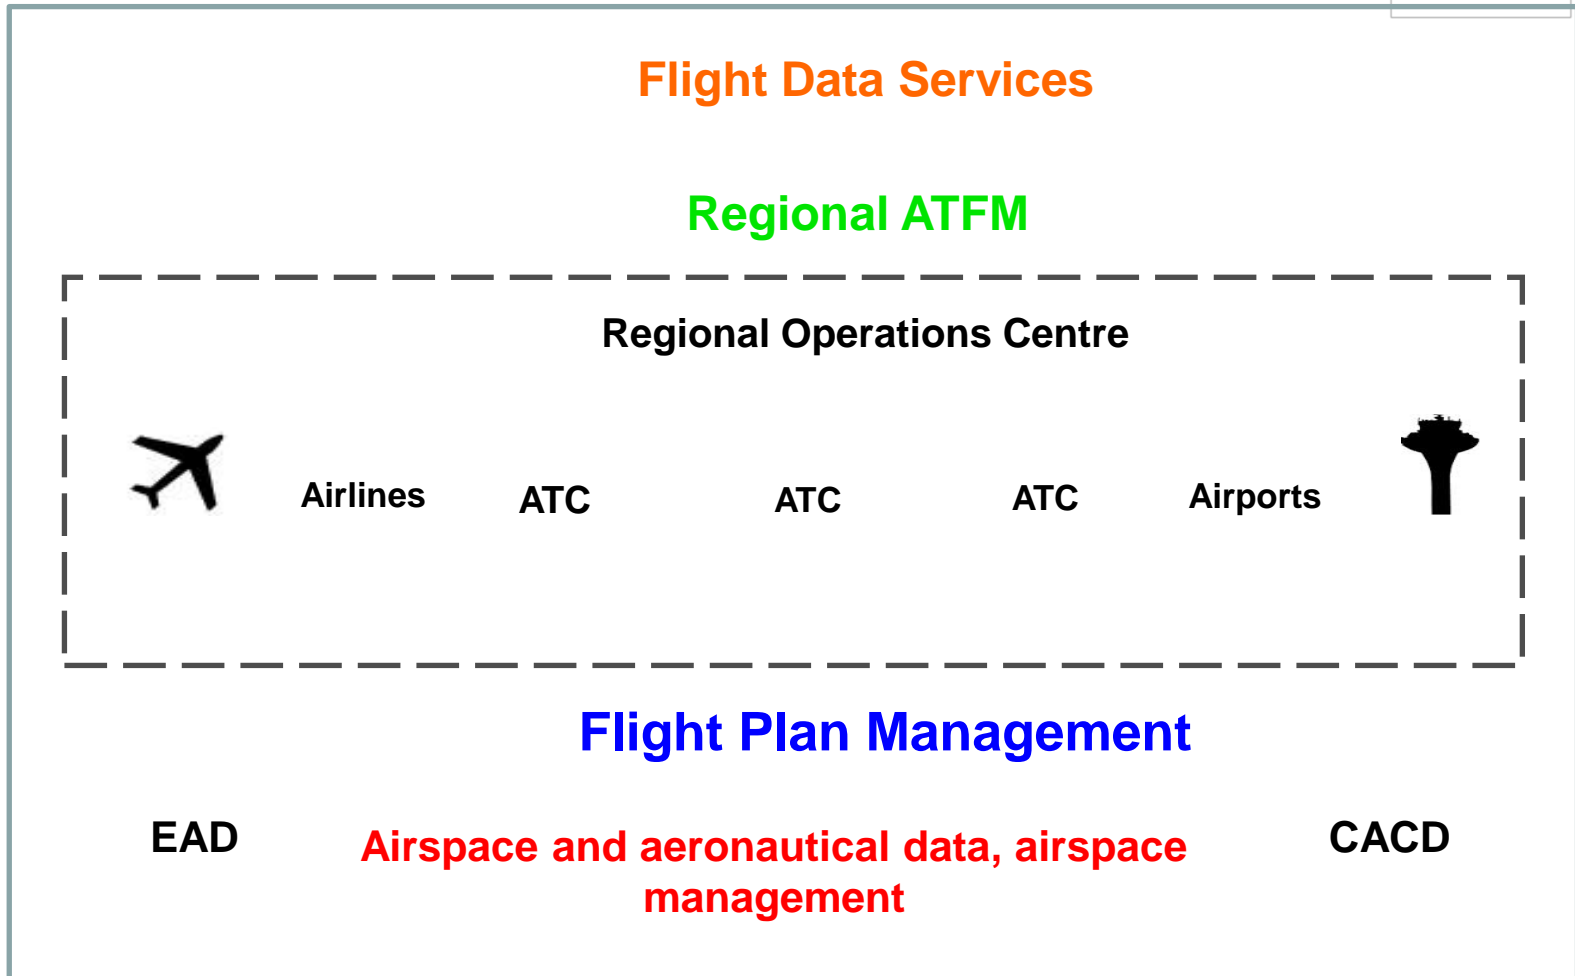 Flight Data Services
Regional ATFM
Regional Operations Centre
Airlines
ATC
ATC
ATC
Airports
Flight Plan Management
EAD
Airspace and aeronautical data, airspace
management
CACD